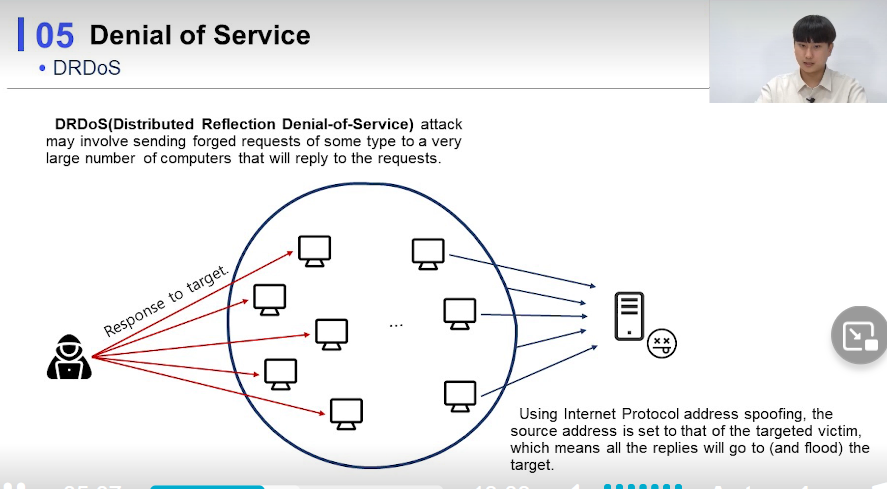 05 Denial of Service
• DRDoS
DRDoS(Distributed Reflection Denial-of-Service) attack
may involve sending forged requests of some type to a very
large number of computers that will reply to the requests.
Response to target.
...
Using Internet Protocol address spoofing, the
source address is set to that of the targeted victim,
which means all the replies will go to (and flood) the
target.